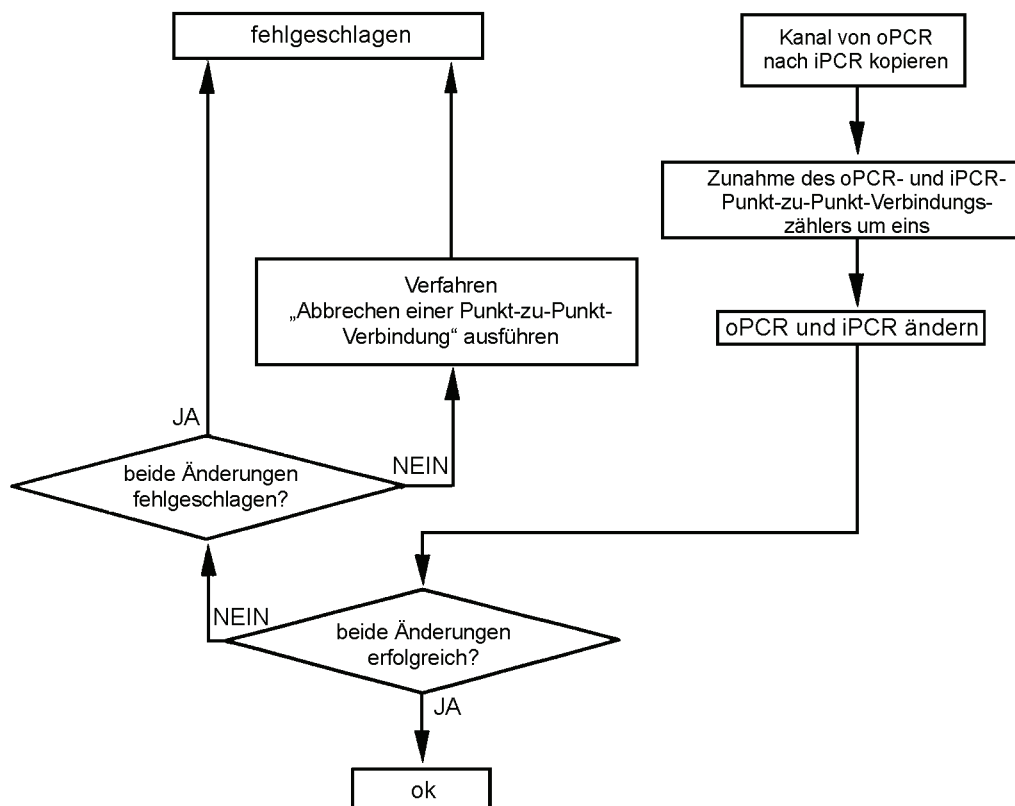 fehlgeschlagen
Kanal von oPCR
nach iPCR kopieren
Zunahme des oPCR- und iPCR-
Punkt-zu-Punkt-Verbindungs-
zählers um eins
Verfahren
„Abbrechen einer Punkt-zu-Punkt-
Verbindung“ ausführen
oPCR und iPCR ändern
JA
beide Änderungen
fehlgeschlagen?
NEIN
NEIN
beide Änderungen
erfolgreich?
JA
ok